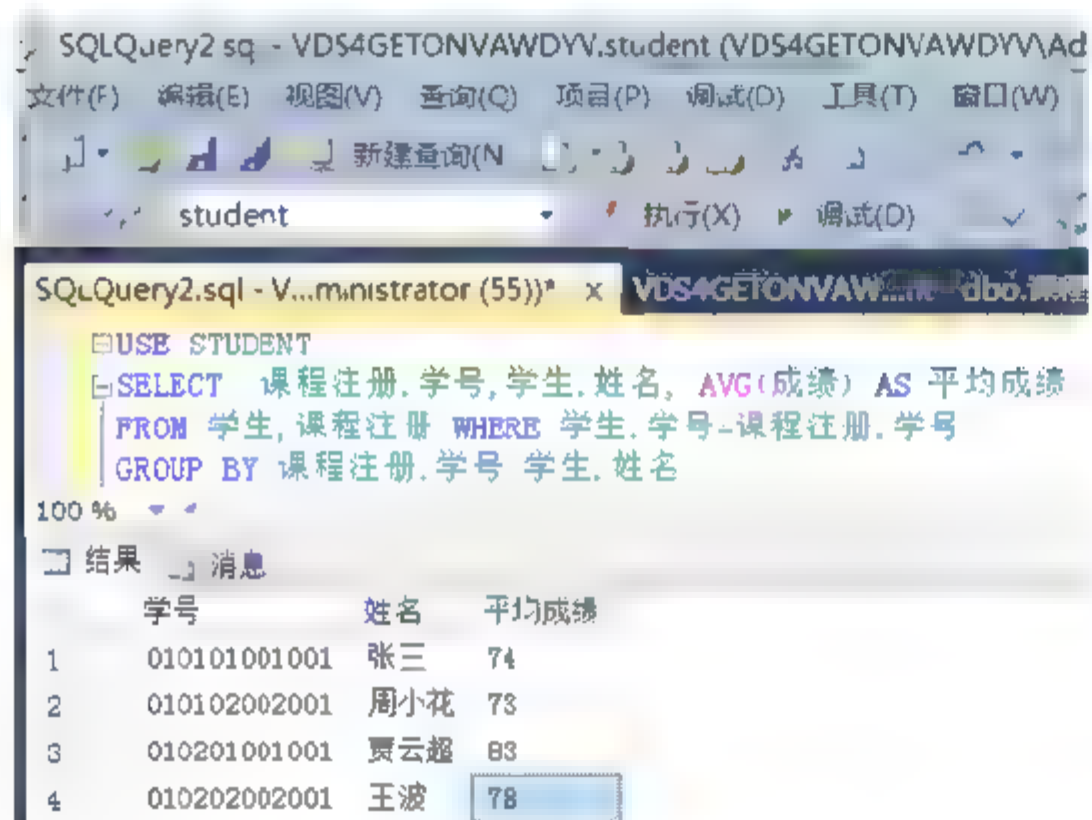 SQLQuery2 sq - VDS4GETONVAWDYV.student (VDS4GETONVAWDYV\Ad
文件(F) 编辑(E) 视图(V) 查询(Q) 项目(P) 调试(D) 工具(T) 窗口(W)
新建查询(N
student 执行(X) 调试(D)
SQLQuery2.sql - V...ministrator (55))* x VDS4GETONVAW... dbo.课程
USE STUDENT
SELECT 课程注册.学号,学生.姓名, AVG(成绩) AS 平均成绩
FROM 学生,课程注册 WHERE 学生.学号=课程注册.学号
GROUP BY 课程注册.学号 学生.姓名
100 %
结果 消息
学号 姓名 平均成绩
1 010101001001 张三 74
2 010102002001 周小花 73
3 010201001001 贾云超 83
4 010202002001 王波 78